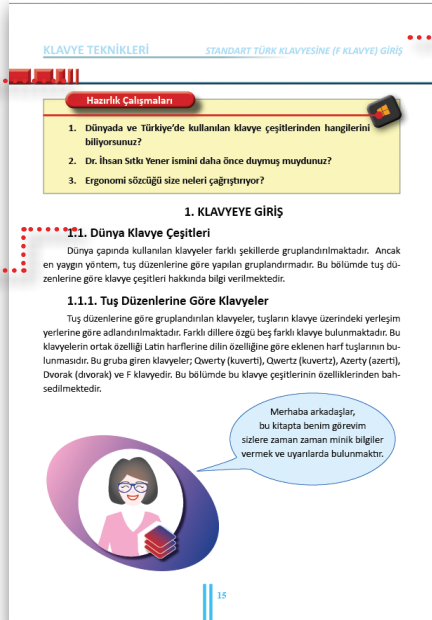 KLAVYE TEKNİKLERİ
STANDART TÜRK KLAVYESİNE (F KLAVYE) GİRİŞ
Hazırlık Çalışmaları
1. Dünyada ve Türkiye’de kullanılan klavye çeşitlerinden hangilerini
biliyorsunuz?
2. Dr. İhsan Sıtkı Yener ismini daha önce duymuş muydunuz?
3. Ergonomi sözcüğü size neleri çağrıştırıyor?
1. KLAVYEYE GİRİŞ
1.1. Dünya Klavye Çeşitleri
Dünya çapında kullanılan klavyeler farklı şekillerde gruplandırılmaktadır. Ancak
en yaygın yöntem, tuş düzenlerine göre yapılan gruplandırmadır. Bu bölümde tuş dü-
zenlerine göre klavye çeşitleri hakkında bilgi verilmektedir.
1.1.1. Tuş Düzenlerine Göre Klavyeler
Tuş düzenlerine göre gruplandırılan klavyeler, tuşların klavye üzerindeki yerleşim
yerlerine göre adlandırılmaktadır. Farklı dillere özgü beş farklı klavye bulunmaktadır. Bu
klavyelerin ortak özelliği Latin harflerine dilin özelliğine göre eklenen harf tuşlarının bu-
lunmasıdır. Bu gruba giren klavyeler; Qwerty (kuverti), Qwertz (kuvertz), Azerty (azerti),
Dvorak (dıvorak) ve F klavyedir. Bu bölümde bu klavye çeşitlerinin özelliklerinden bah-
sedilmektedir.
Merhaba arkadaşlar,
bu kitapta benim görevim
sizlere zaman zaman minik bilgiler
vermek ve uyarılarda bulunmaktır.
15